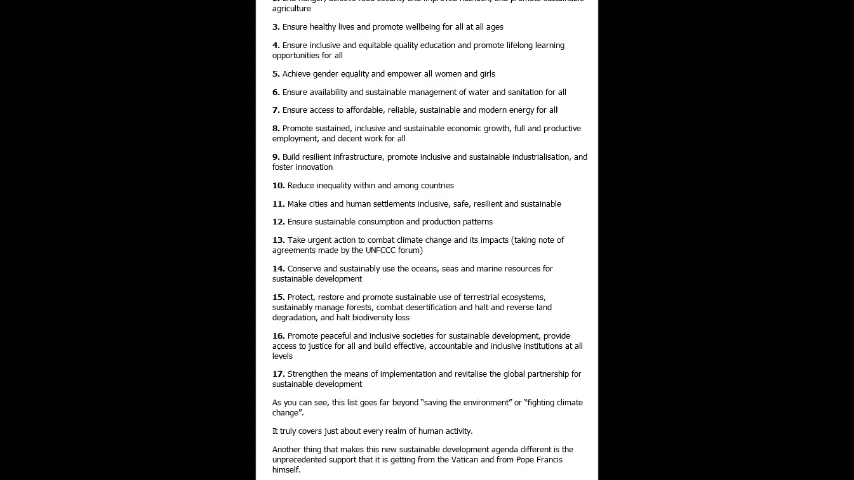 agriculture
3. Ensure healthy lives and promote wellbeing for all at all ages
4. Ensure inclusive and equitable quality education and promote lifelong learning
opportunities for all
5. Achieve gender equality and empower all women and girls
6. Ensure availability and sustainable management of water and sanitation for all
7. Ensure access to affordable, reliable, sustainable and modern energy for all
8. Promote sustained, inclusive and sustainable economic growth, full and productive
employment, and decent work for all
9. Build resilient infrastructure, promote inclusive and sustainable industrialisation, and
foster innovation
10. Reduce inequality within and among countries
11. Make cities and human settlements inclusive, safe, resilient and sustainable
12. Ensure sustainable consumption and production patterns
13. Take urgent action to combat climate change and its impacts (taking note of
agreements made by the UNFCCC forum)
14. Conserve and sustainably use the oceans, seas and marine resources for
sustainable development
15. Protect, restore and promote sustainable use of terrestrial ecosystems,
sustainably manage forests, combat desertification and halt and reverse land
degradation, and halt biodiversity loss
16. Promote peaceful and inclusive societies for sustainable development, provide
access to justice for all and build effective, accountable and inclusive institutions at all
levels
17. Strengthen the means of implementation and revitalise the global partnership for
sustainable development
As you can see, this list goes far beyond “saving the environment” or “fighting climate
change”.
It truly covers just about every realm of human activity.
Another thing that makes this new sustainable development agenda different is the
unprecedented support that it is getting from the Vatican and from Pope Francis
himself.